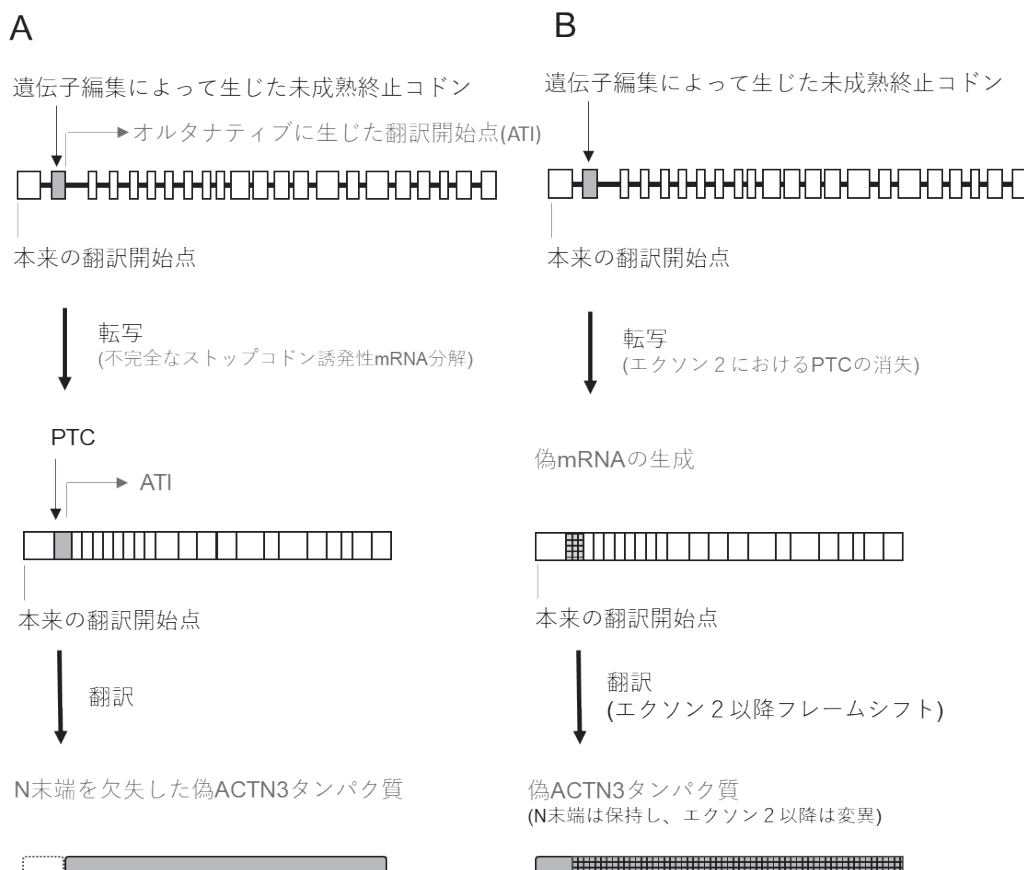 A
遺伝子編集によって生じた未成熟終止コドン
オルタナティブに生じた翻訳開始点(ATI)
本来の翻訳開始点
転写
(不完全なストップコドン誘発性mRNA分解)
PTC
ATI
本来の翻訳開始点
翻訳
N末端を欠失した偽ACTN3タンパク質
B
遺伝子編集によって生じた未成熟終止コドン
本来の翻訳開始点
転写
(エクソン２におけるPTCの消失)
偽mRNAの生成
本来の翻訳開始点
翻訳
(エクソン２以降フレームシフト)
偽ACTN3タンパク質
(N末端は保持し、エクソン２以降は変異)